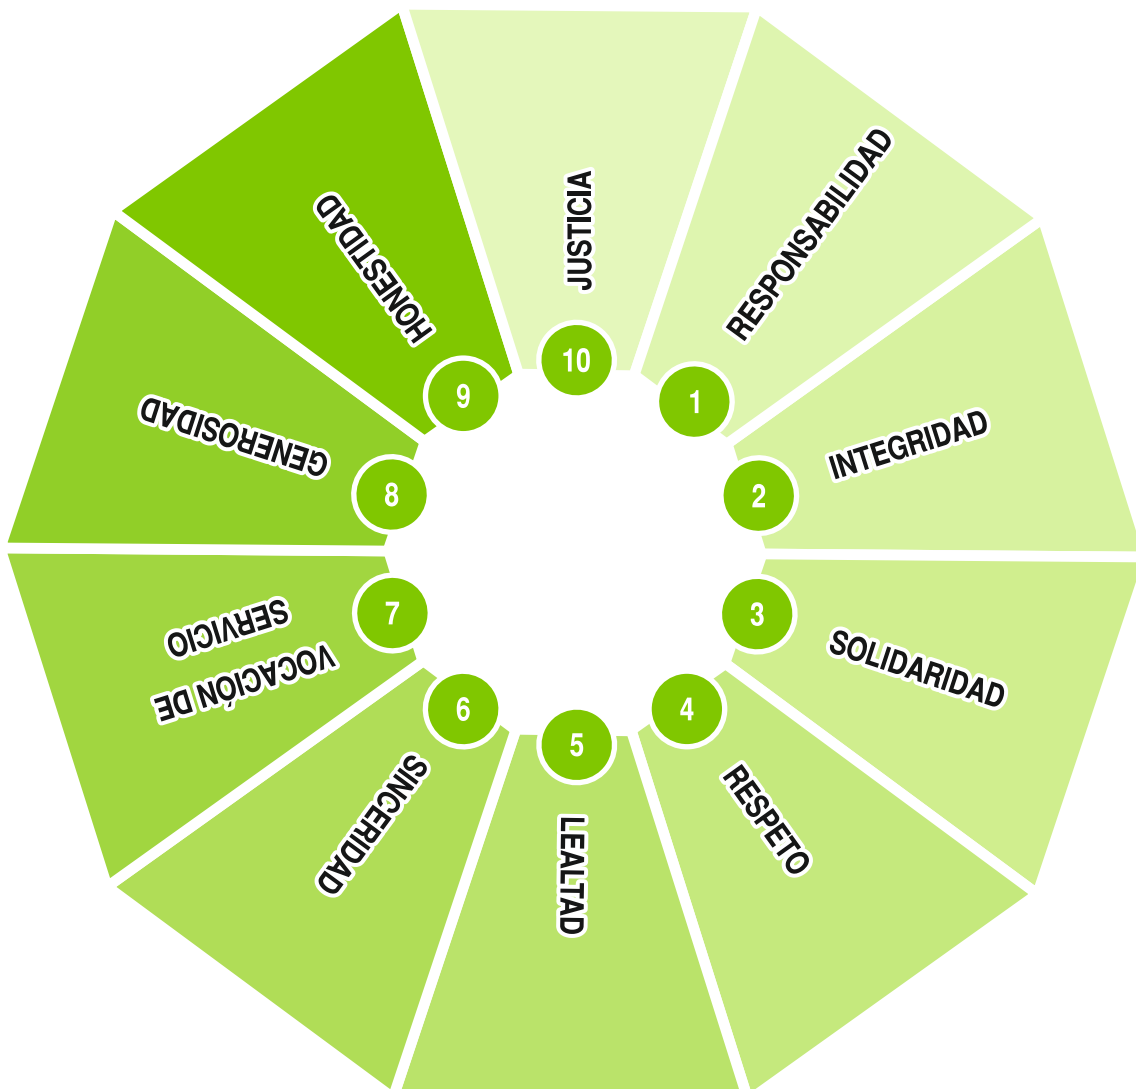 RESPONSABILIDAD
1
INTEGRIDAD
2
SOLIDARIDAD
3
RESPETO
4
LEALTAD
5
SINCERIDAD
6
VOCACIÓN DE
SERVICIO
7
GENEROSIDAD
8
HONESTIDAD
9
JUSTICIA
10